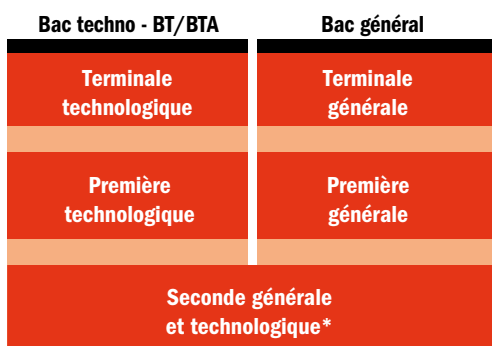 Bac techno - BT/BTA
Bac général
Terminale
technologique
Terminale
générale
Première
technologique
Première
générale
Seconde générale
et technologique*